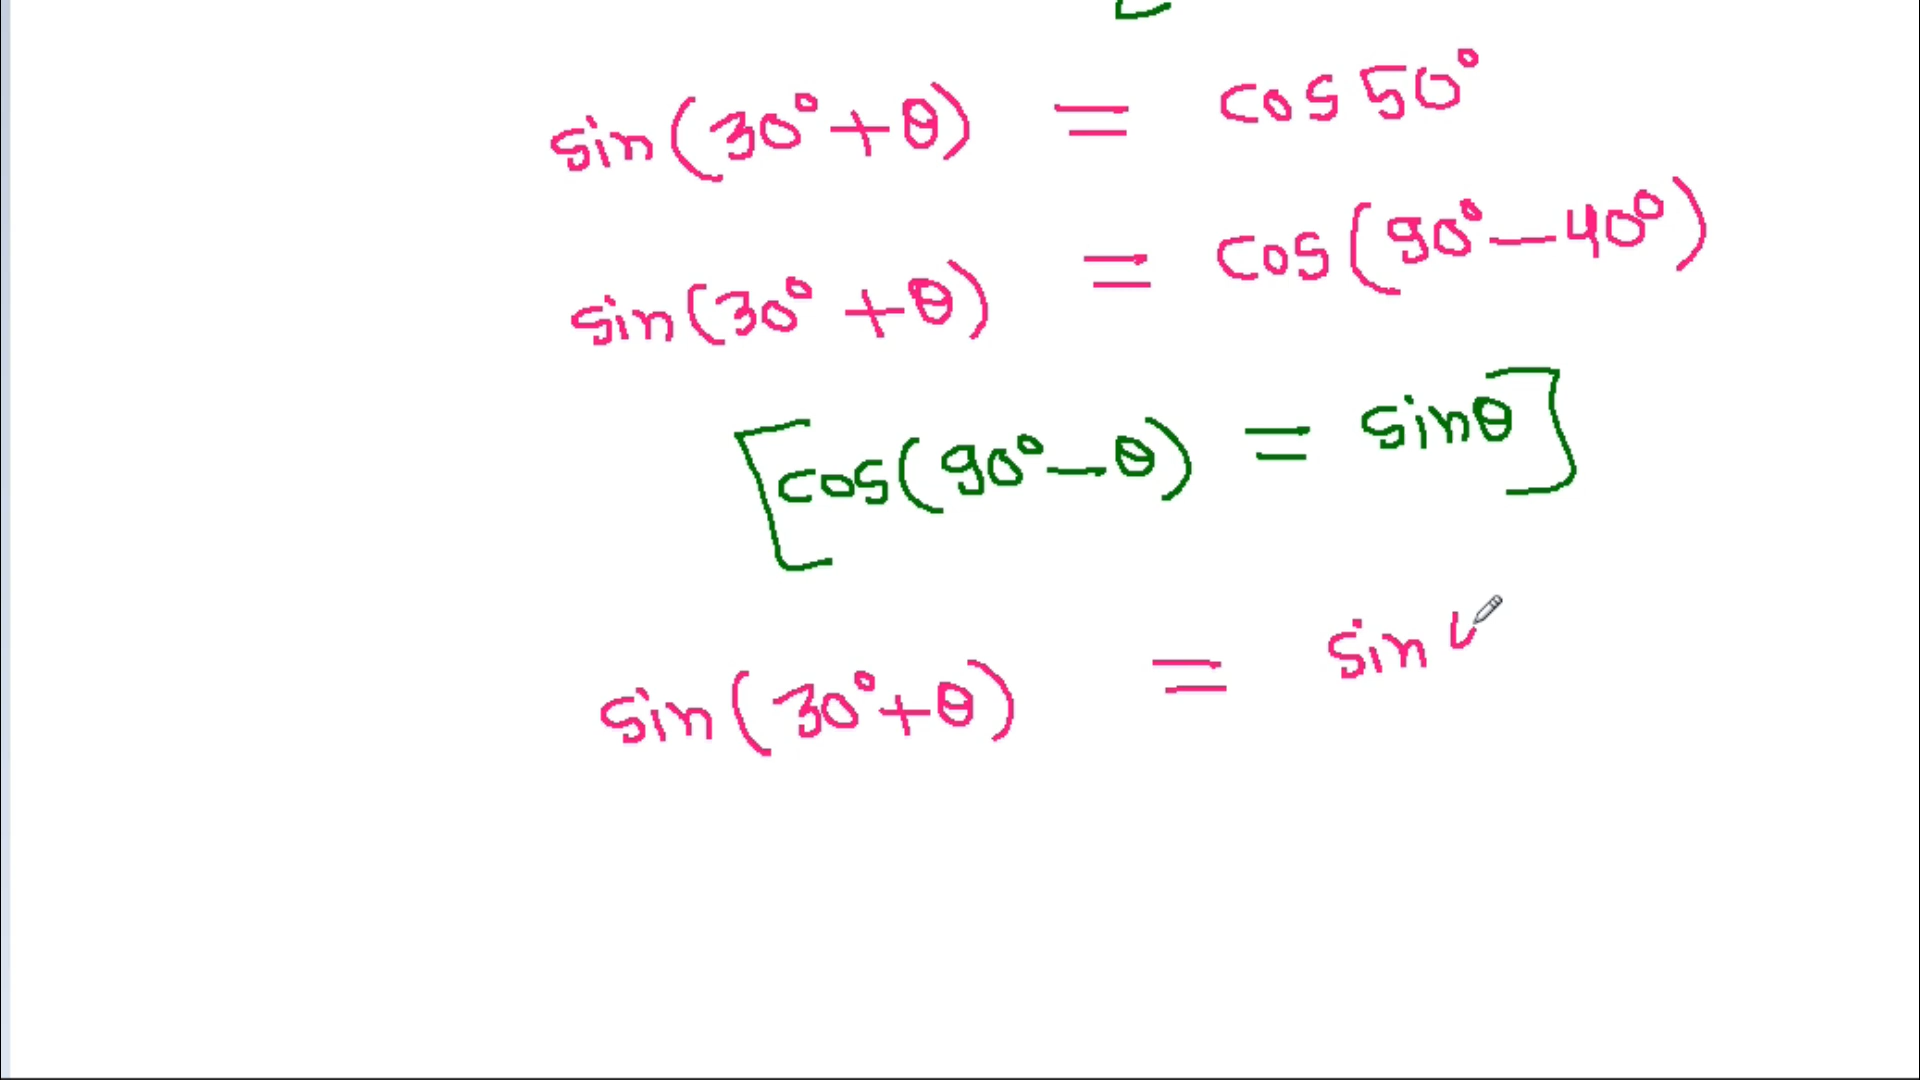 sin(30°+θ) = cos 50°
sin(30° +θ) = cos(90°-40°)
[cos(90°-θ) = sinθ]
sin(30°+θ) = sin